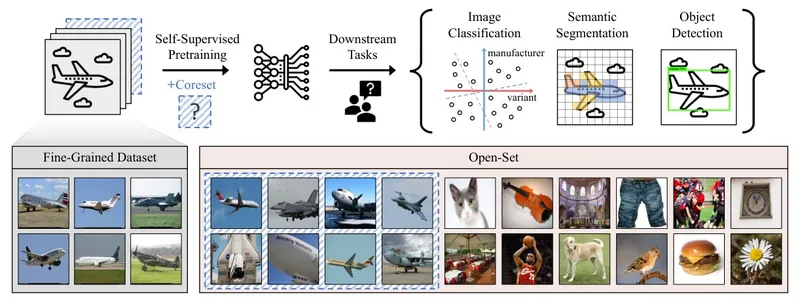 Self-Supervised
Pretraining
+Coreset
?
Downstream
Tasks
?
Image
Classification
manufacturer
variant
Semantic
Segmentation
Object
Detection
Fine-Grained Dataset
Open-Set